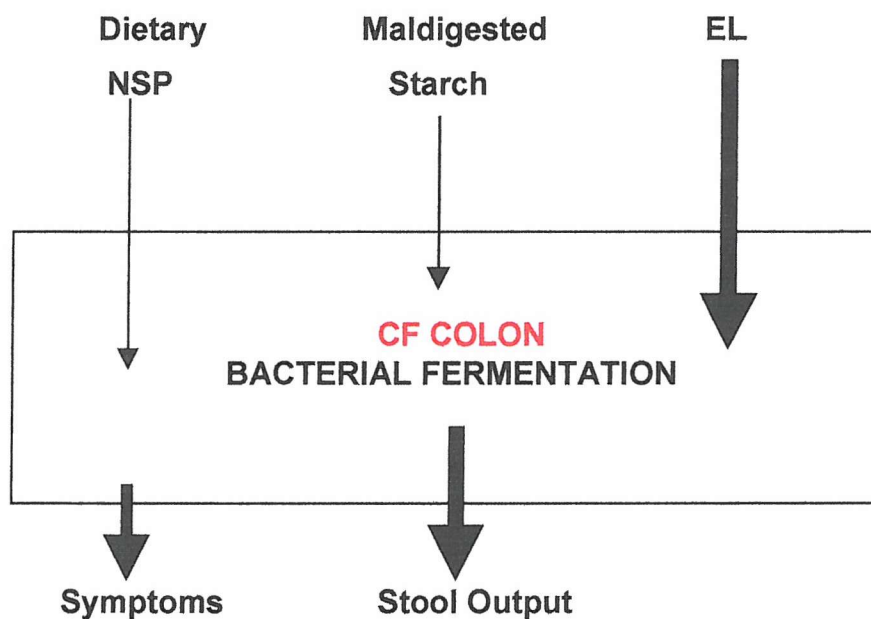 Dietary
NSP
Maldigested
Starch
EL
CF COLON
BACTERIAL FERMENTATION
Symptoms
Stool Output